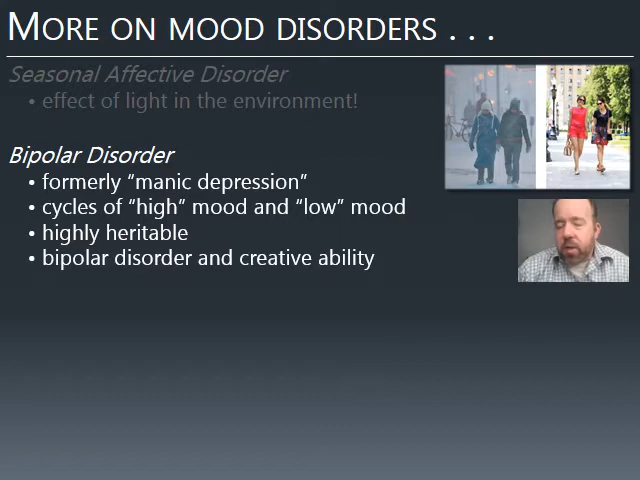 MORE ON MOOD DISORDERS . . .
Seasonal Affective Disorder
• effect of light in the environment!
Bipolar Disorder
• formerly “manic depression”
• cycles of “high” mood and “low” mood
• highly heritable
• bipolar disorder and creative ability